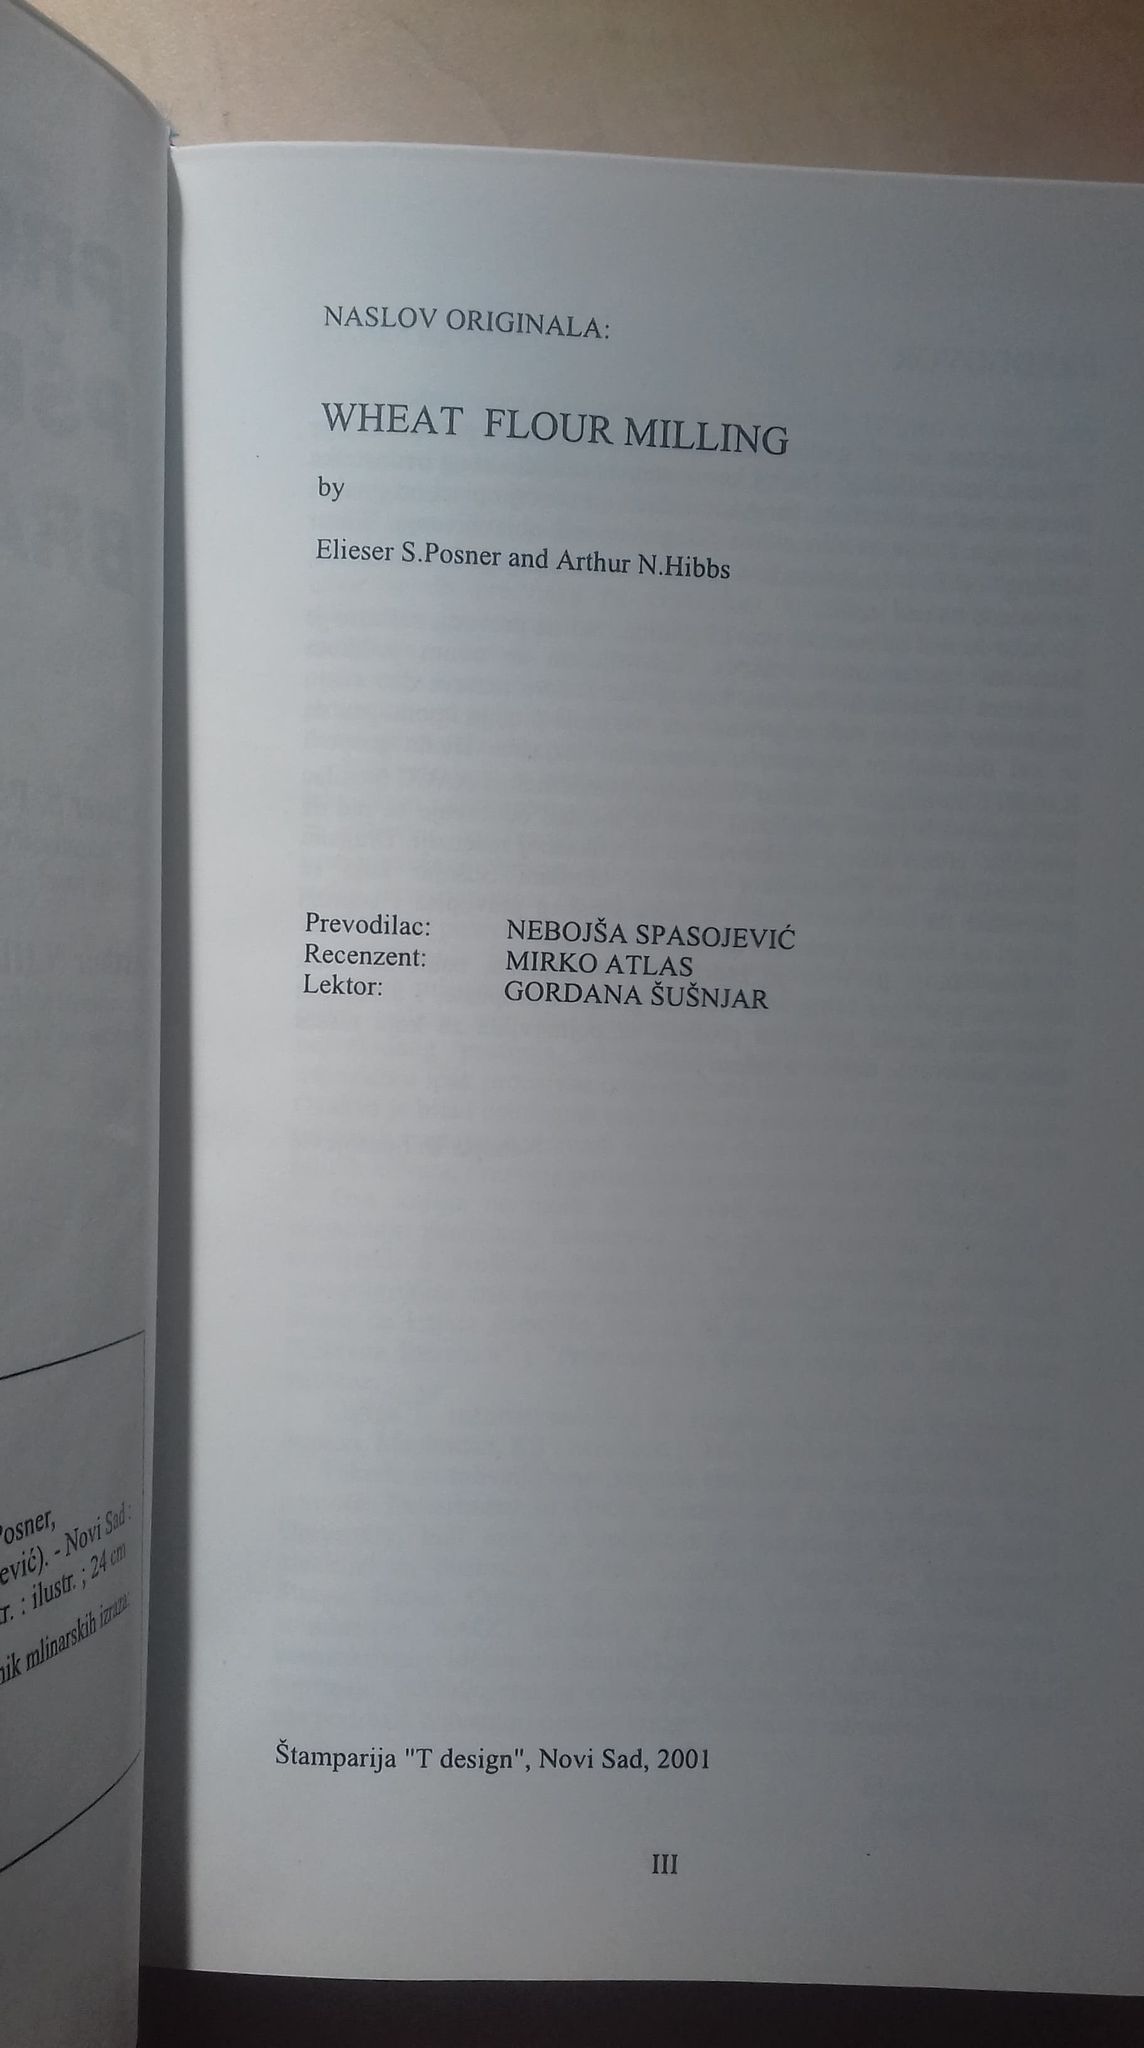 Posner,
ević). - Novi Sad :
r. : ilustr. ; 24 cm
nik mlinarskih izraza:
NASLOV ORIGINALA:
WHEAT FLOUR MILLING
by
Elieser S.Posner and Arthur N.Hibbs
Prevodilac: NEBOJŠA SPASOJEVIĆ
Recenzent: MIRKO ATLAS
Lektor: GORDANA ŠUŠNJAR
Štamparija "T design", Novi Sad, 2001
III